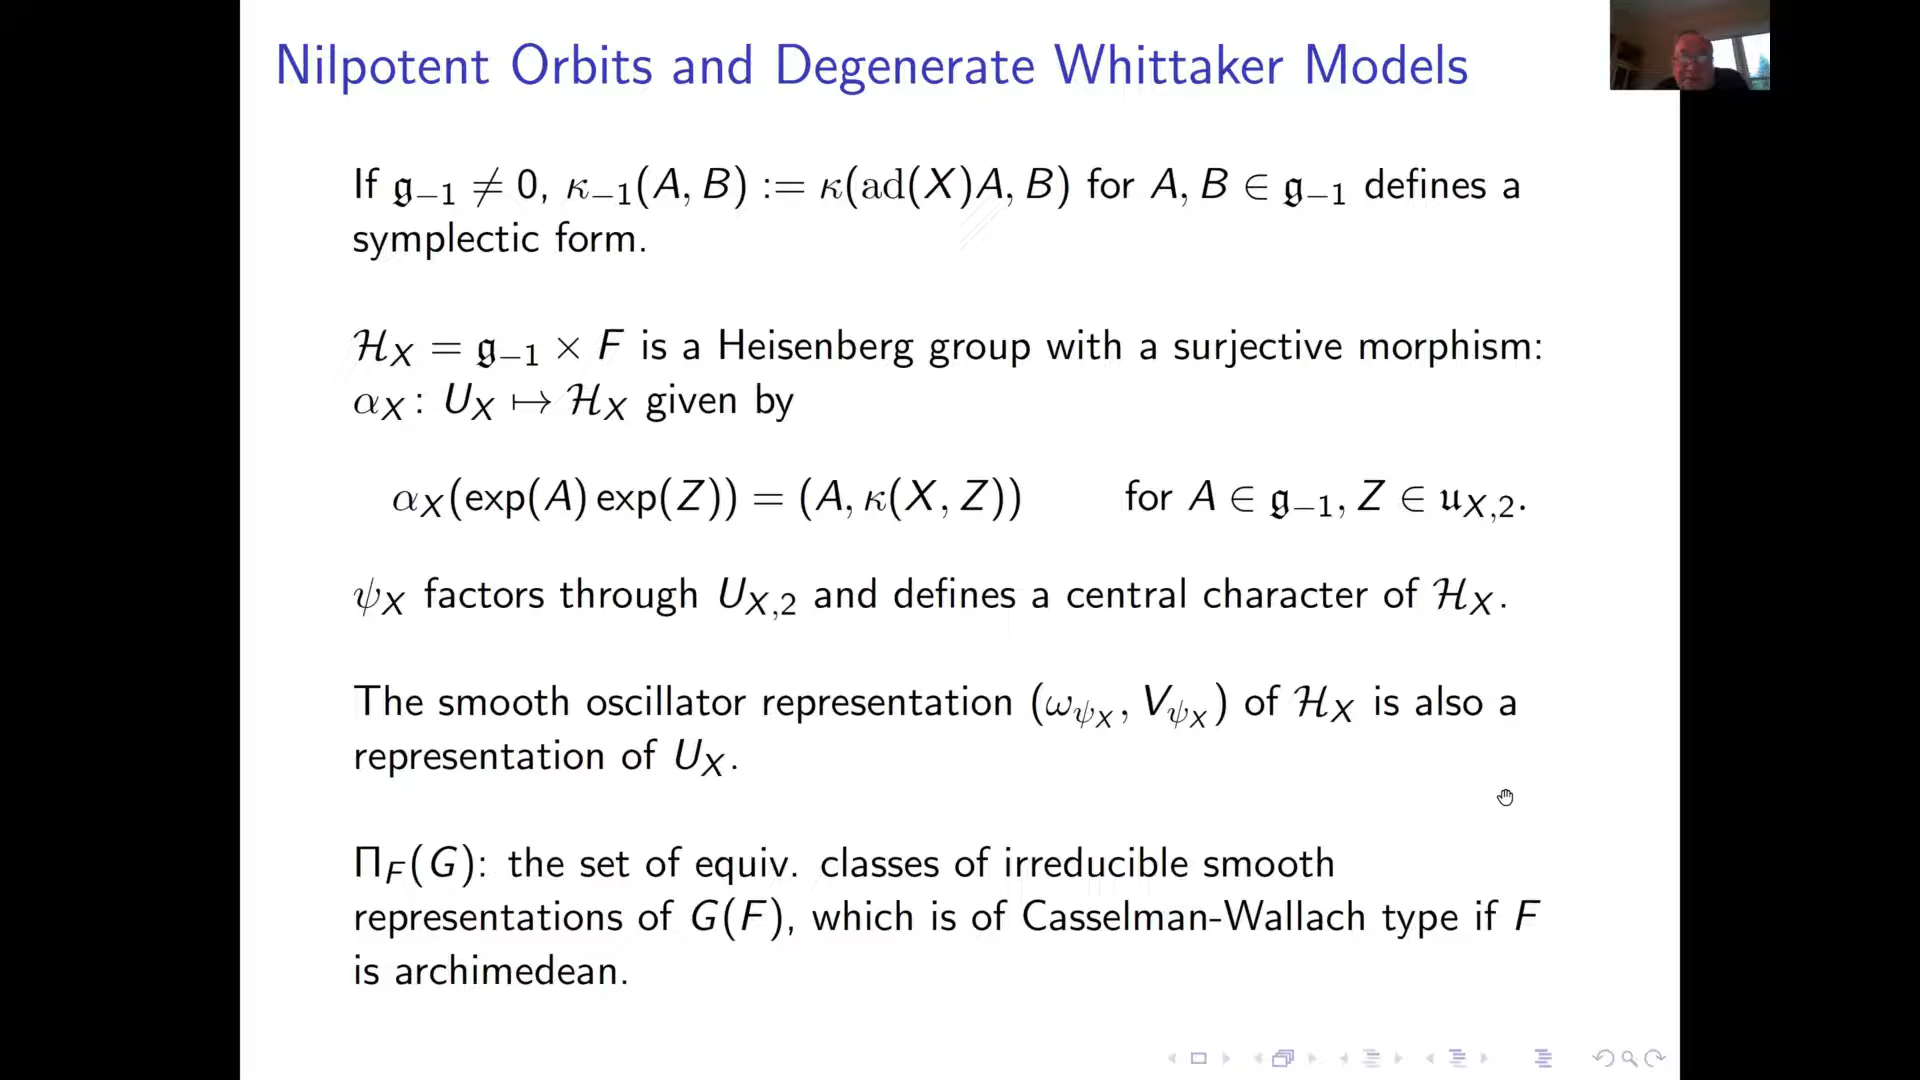 Nilpotent Orbits and Degenerate Whittaker Models
If 𝔤₋₁ ≠ 0, κ₋₁(A, B) := κ(ad(X)A, B) for A, B ∈ 𝔤₋₁ defines a
symplectic form.
ℋ_X = 𝔤₋₁ × F is a Heisenberg group with a surjective morphism:
α_X : U_X ↦ ℋ_X given by
α_X(exp(A) exp(Z)) = (A, κ(X, Z)) for A ∈ 𝔤₋₁, Z ∈ 𝔲_{X,2}.
ψ_X factors through U_{X,2} and defines a central character of ℋ_X.
The smooth oscillator representation (ω_{ψ_X}, V_{ψ_X}) of ℋ_X is also a
representation of U_X.
Π_F(G): the set of equiv. classes of irreducible smooth
representations of G(F), which is of Casselman-Wallach type if F
is archimedean.